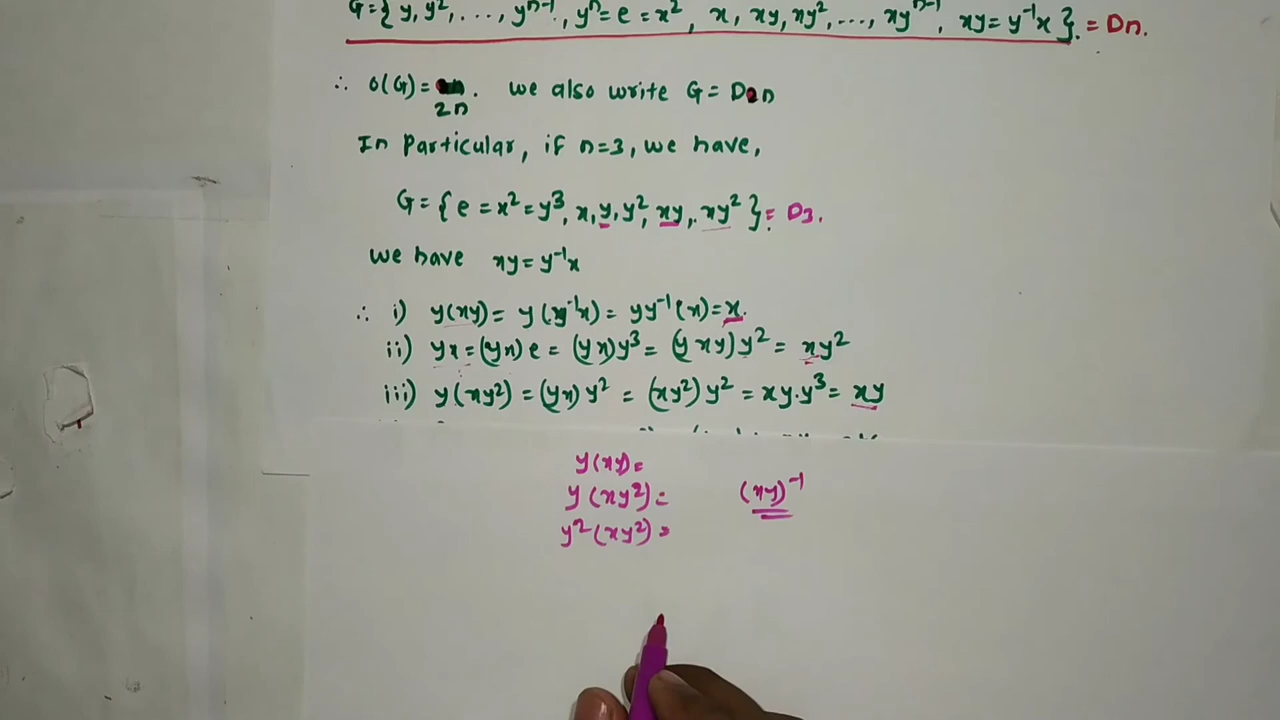 G={ y, y², ..., yⁿ⁻¹, yⁿ=e=x², x, xy, xy², ..., xyⁿ⁻¹, xy=y⁻¹x }. = Dn.
∴ o(G)= 2n. we also write G= D2n
In particular, if n=3, we have,
G={ e=x²=y³, x, y, y², xy, xy² }= D3.
we have xy=y⁻¹x
∴ i) y(xy)= y(y⁻¹x)= yy⁻¹(x)=x.
ii) yx=(yx)e=(yx)y³=(yxy)y²= xy²
iii) y(xy²)=(yx)y²=(xy²)y²=xy.y³=xy
y(xy)=
y(xy²)= (xy)⁻¹
y²(xy²)=